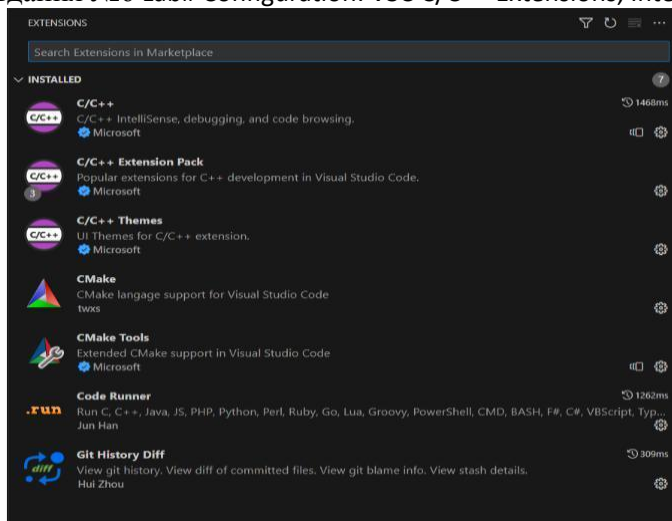 EXTENSIONS
Search Extensions in Marketplace
INSTALLED 7
C/C++ 1468ms
C/C++ C/C++ IntelliSense, debugging, and code browsing.
Microsoft
C/C++ Extension Pack
C/C++ Popular extensions for C++ development in Visual Studio Code.
3 Microsoft
C/C++ Themes
C/C++ UI Themes for C/C++ extension.
Microsoft
CMake
CMake langage support for Visual Studio Code
twxs
CMake Tools
Extended CMake support in Visual Studio Code
Microsoft
Code Runner 1262ms
.run Run C, C++, Java, JS, PHP, Python, Perl, Ruby, Go, Lua, Groovy, PowerShell, CMD, BASH, F#, C#, VBScript, Typ...
Jun Han
Git History Diff 309ms
diff View git history. View diff of committed files. View git blame info. View stash details.
Hui Zhou